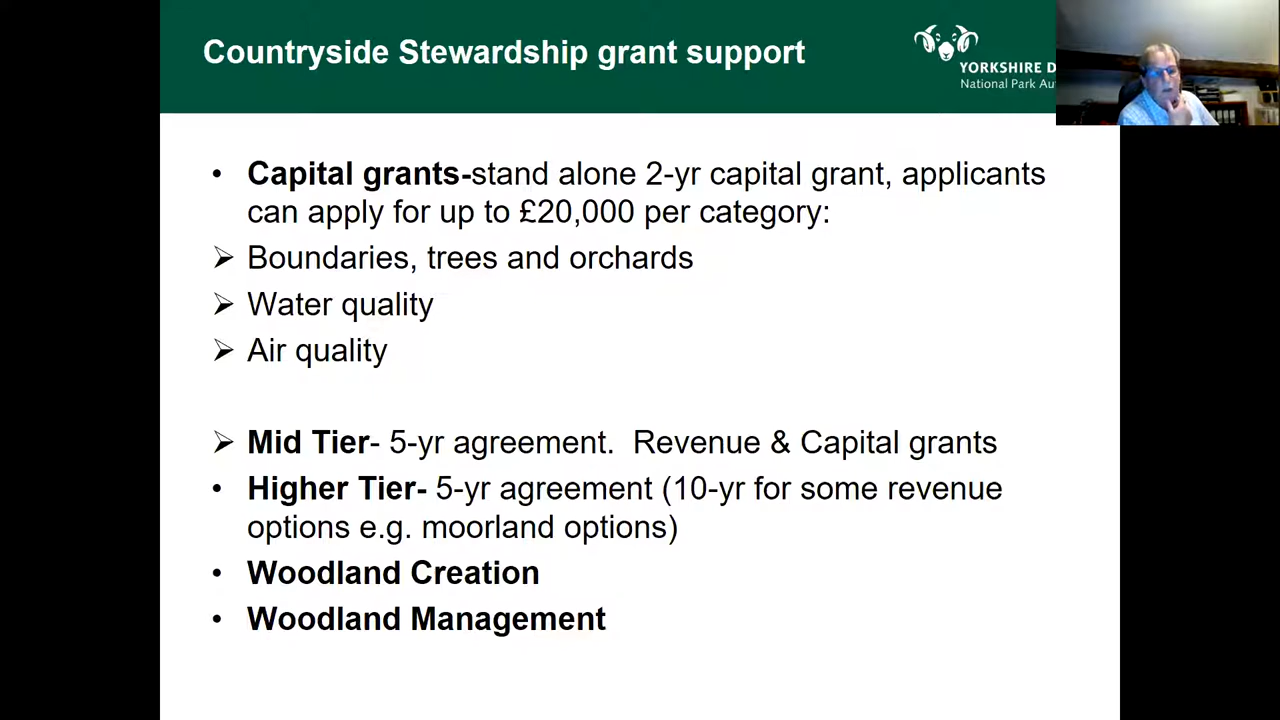 Countryside Stewardship grant support
YORKSHIRE D
National Park Au
• Capital grants-stand alone 2-yr capital grant, applicants
can apply for up to £20,000 per category:
➢ Boundaries, trees and orchards
➢ Water quality
➢ Air quality
➢ Mid Tier- 5-yr agreement.  Revenue & Capital grants
• Higher Tier- 5-yr agreement (10-yr for some revenue
options e.g. moorland options)
• Woodland Creation
• Woodland Management